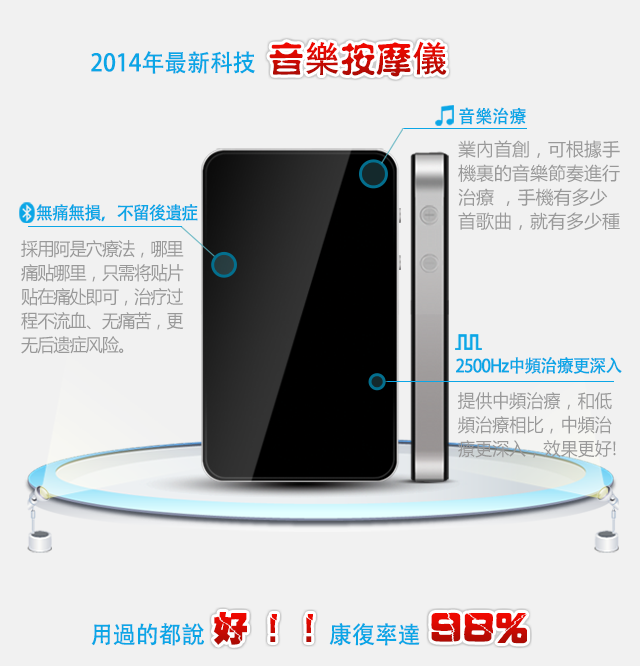 2014年最新科技 音樂按摩儀
音樂治療
業內首創，可根據手
機裏的音樂節奏進行
治療 ，手機有多少
首歌曲，就有多少種
無痛無損，不留後遺症
採用阿是穴療法，哪里
痛贴哪里，只需将贴片
贴在痛处即可，治疗过
程不流血、无痛苦，更
无后遗症风险。
2500Hz中頻治療更深入
提供中頻治療，和低
頻治療相比，中頻治
療更深入，效果更好!
用過的都說 好！！ 康復率達 98%